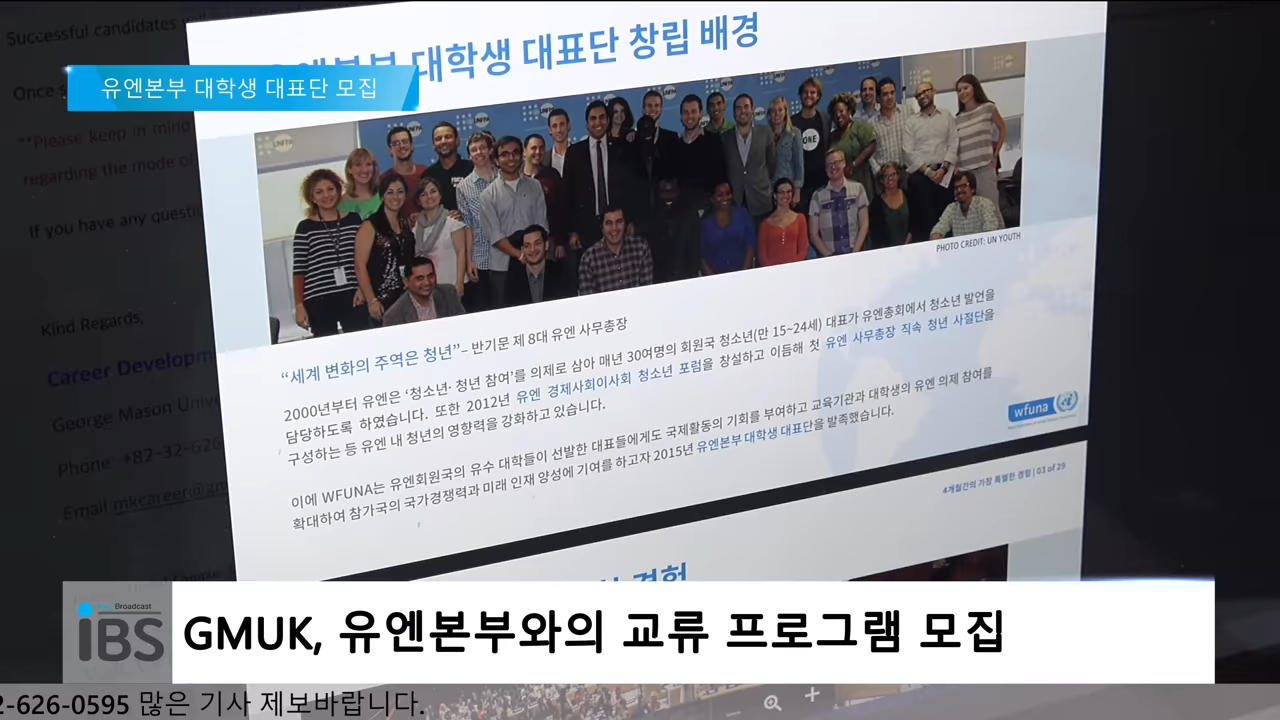 Successful candidates
유엔본부 대학생 대표단 창립 배경
유엔본부 대학생 대표단 모집
Once
**Please keep in mind
regarding the mode of
If you have any questi
Kind Regards,
Career Developm
George Mason Unive
Phone: +82-32-626
Email mkcareer@gm
UNFPA
ONE
PHOTO CREDIT: UN YOUTH
“세계 변화의 주역은 청년” – 반기문 제 8대 유엔 사무총장
2000년부터 유엔은 ‘청소년· 청년 참여’를 의제로 삼아 매년 30여명의 회원국 청소년(만 15~24세) 대표가 유엔총회에서 청소년 발언을
담당하도록 하였습니다. 또한 2012년 유엔 경제사회이사회 청소년 포럼을 창설하고 이듬해 첫 유엔 사무총장 직속 청년 사절단을
구성하는 등 유엔 내 청년의 영향력을 강화하고 있습니다.
이에 WFUNA는 유엔회원국의 유수 대학들이 선발한 대표들에게도 국제활동의 기회를 부여하고 교육기관과 대학생의 유엔 의제 참여를
확대하여 참가국의 국가경쟁력과 미래 인재 양성에 기여를 하고자 2015년 유엔본부 대학생 대표단을 발족했습니다.
wfuna
4개월간의 가장 특별한 경험 | 03 of 29
경험
Broadcast
iBS
GMUK, 유엔본부와의 교류 프로그램 모집
2-626-0595 많은 기사 제보바랍니다.